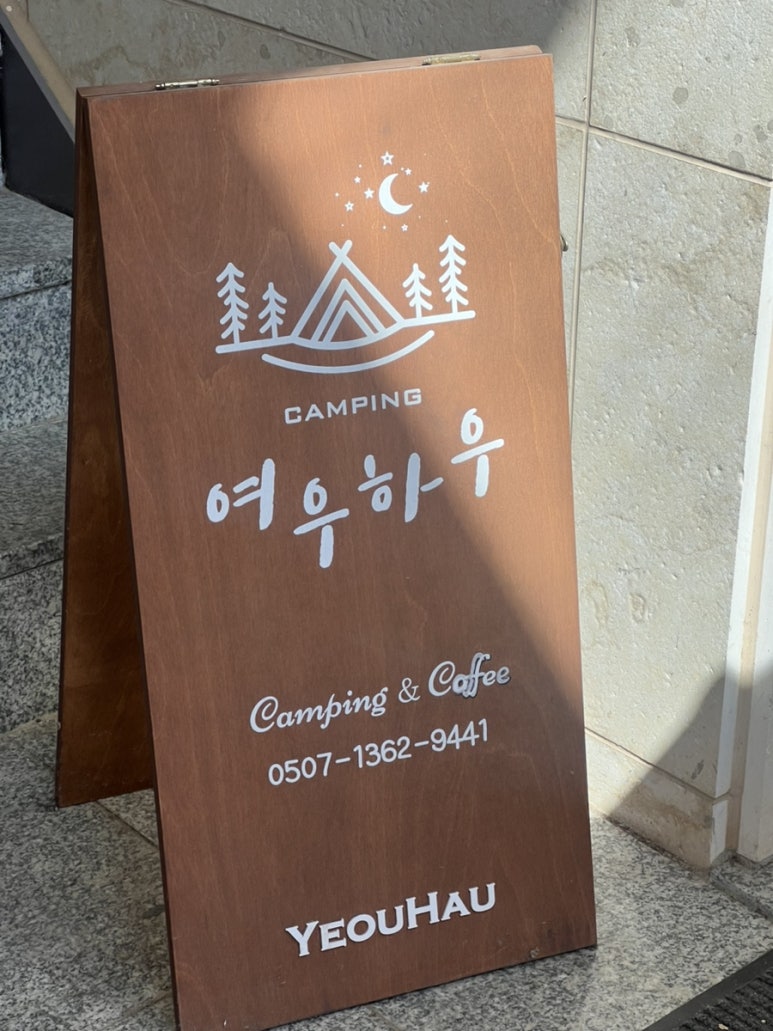 CAMPING
여우하우
Camping & Coffee
0507-1362-9441
YEOUHAU